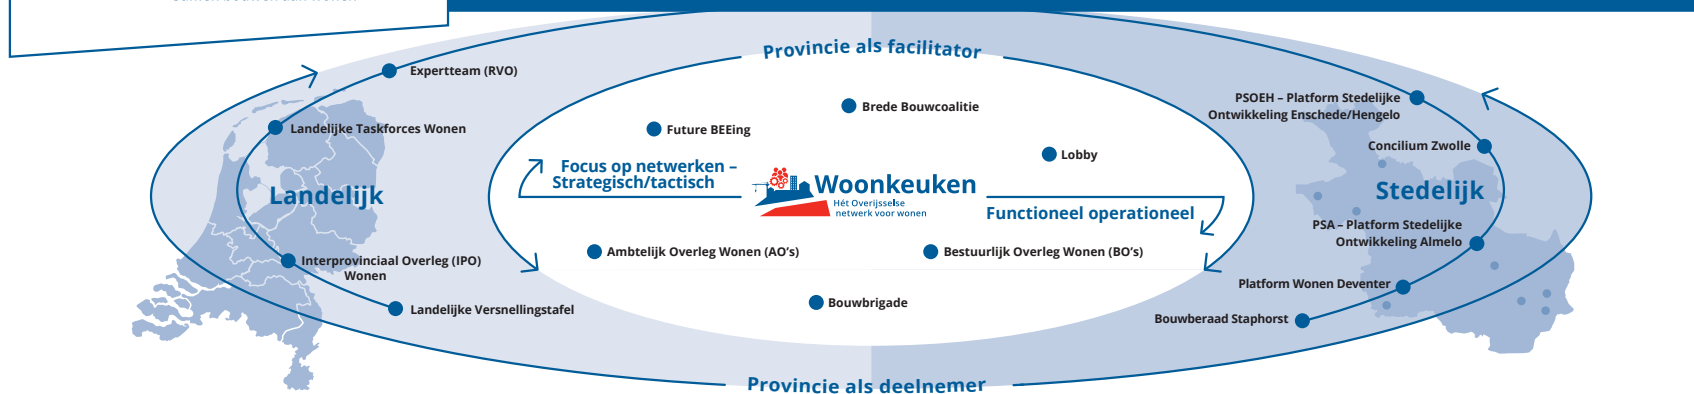 Provincie als facilitator
Expertteam (RVO)
Landelijke Taskforces Wonen
Landelijk
Interprovinciaal Overleg (IPO)
Wonen
Landelijke Versnellingstafel
Brede Bouwcoalitie
Future BEEing
Lobby
Focus op netwerken –
Strategisch/tactisch
Woonkeuken
Hét Overijsselse
netwerk voor wonen
Functioneel operationeel
Ambtelijk Overleg Wonen (AO's)
Bestuurlijk Overleg Wonen (BO's)
Bouwbrigade
PSOEH – Platform Stedelijke
Ontwikkeling Enschede/Hengelo
Concilium Zwolle
Stedelijk
PSA – Platform Stedelijke
Ontwikkeling Almelo
Platform Wonen Deventer
Bouwberaad Staphorst
Provincie als deelnemer